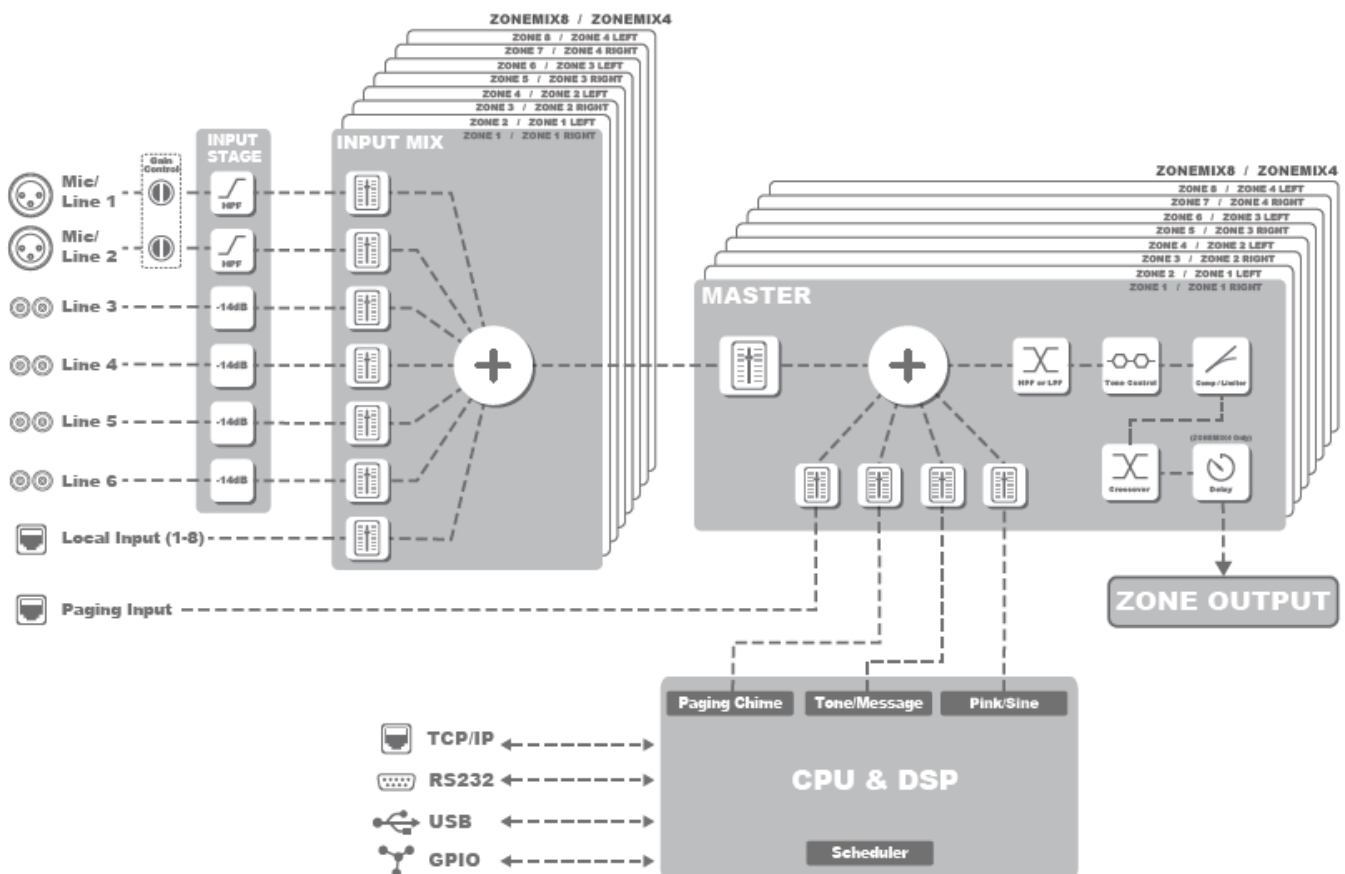 ZONEMIX8 / ZONEMIX4
ZONE 8 / ZONE 4 LEFT
ZONE 7 / ZONE 4 RIGHT
ZONE 6 / ZONE 3 LEFT
ZONE 5 / ZONE 3 RIGHT
ZONE 4 / ZONE 2 LEFT
ZONE 3 / ZONE 2 RIGHT
ZONE 2 / ZONE 1 LEFT
ZONE 1 / ZONE 1 RIGHT
INPUT
STAGE
INPUT MIX
Gain
Control
Mic/
Line 1
HPF
Mic/
Line 2
HPF
Line 3
-14dB
Line 4
-14dB
Line 5
-14dB
Line 6
-14dB
Local Input (1-8)
Paging Input
ZONEMIX8 / ZONEMIX4
ZONE 8 / ZONE 4 LEFT
ZONE 7 / ZONE 4 RIGHT
ZONE 6 / ZONE 3 LEFT
ZONE 5 / ZONE 3 RIGHT
ZONE 4 / ZONE 2 LEFT
ZONE 3 / ZONE 2 RIGHT
ZONE 2 / ZONE 1 LEFT
ZONE 1 / ZONE 1 RIGHT
MASTER
HPF or LPF
Tone Control
Comp/Limiter
Crossover
(ZONEMIX4 Only)
Delay
ZONE OUTPUT
Paging Chime
Tone/Message
Pink/Sine
CPU & DSP
Scheduler
TCP/IP
RS232
USB
GPIO